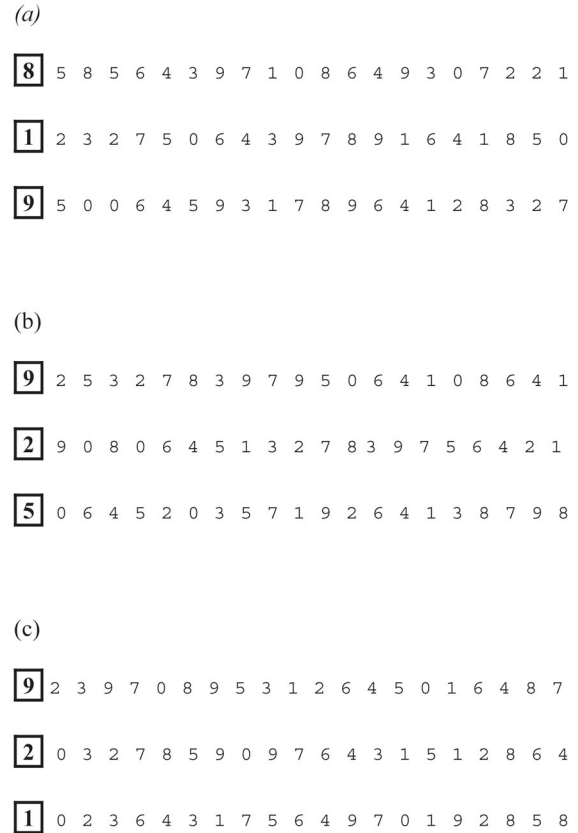 (a)
8 5 8 5 6 4 3 9 7 1 0 8 6 4 9 3 0 7 2 2 1
1 2 3 2 7 5 0 6 4 3 9 7 8 9 1 6 4 1 8 5 0
9 5 0 0 6 4 5 9 3 1 7 8 9 6 4 1 2 8 3 2 7
(b)
9 2 5 3 2 7 8 3 9 7 9 5 0 6 4 1 0 8 6 4 1
2 9 0 8 0 6 4 5 1 3 2 7 8 3 9 7 5 6 4 2 1
5 0 6 4 5 2 0 3 5 7 1 9 2 6 4 1 3 8 7 9 8
(c)
9 2 3 9 7 0 8 9 5 3 1 2 6 4 5 0 1 6 4 8 7
2 0 3 2 7 8 5 9 0 9 7 6 4 3 1 5 1 2 8 6 4
1 0 2 3 6 4 3 1 7 5 6 4 9 7 0 1 9 2 8 5 8